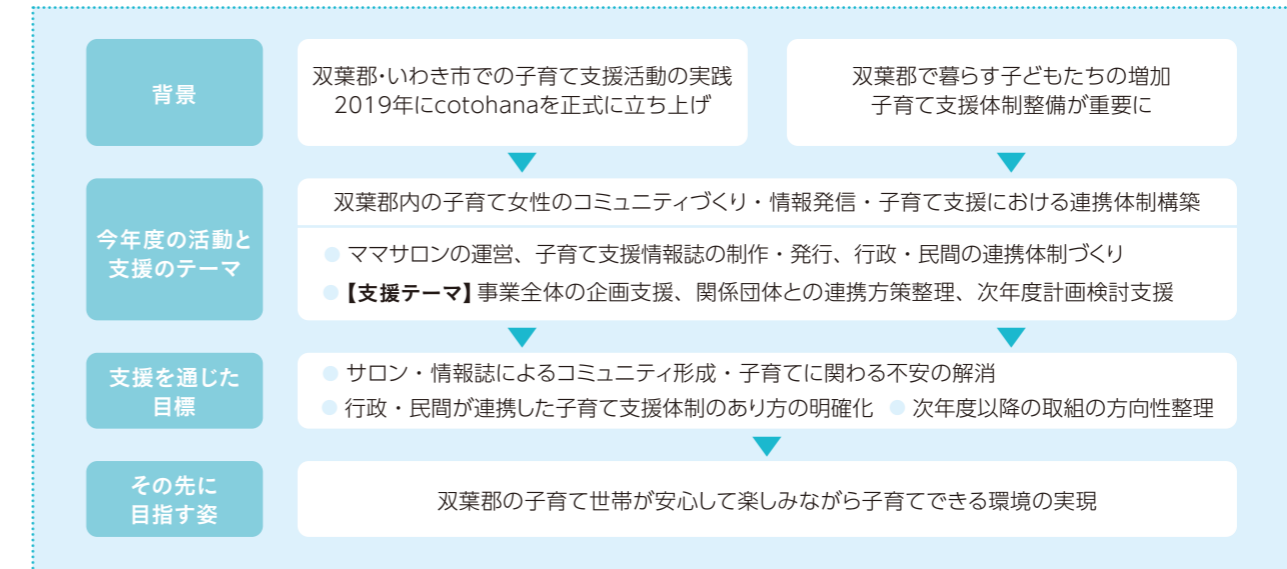 背景
双葉郡・いわき市での子育て支援活動の実践
2019年にcotohanaを正式に立ち上げ
双葉郡で暮らす子どもたちの増加
子育て支援体制整備が重要に
今年度の活動と
支援のテーマ
双葉郡内の子育て女性のコミュニティづくり・情報発信・子育て支援における連携体制構築
● ママサロンの運営、子育て支援情報誌の制作・発行、行政・民間の連携体制づくり
● 【支援テーマ】事業全体の企画支援、関係団体との連携方策整理、次年度計画検討支援
支援を通じた
目標
● サロン・情報誌によるコミュニティ形成・子育てに関わる不安の解消
● 行政・民間が連携した子育て支援体制のあり方の明確化 ● 次年度以降の取組の方向性整理
その先に
目指す姿
双葉郡の子育て世帯が安心して楽しみながら子育てできる環境の実現